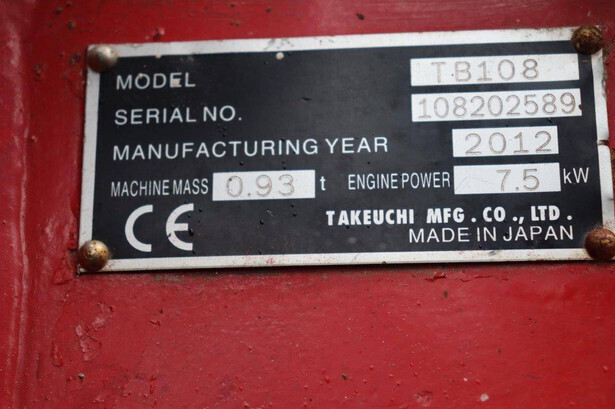 MODEL TB108
SERIAL NO. 108202589
MANUFACTURING YEAR 2012
MACHINE MASS 0.93 t ENGINE POWER 7.5 kW
CE TAKEUCHI MFG. CO., LTD.
MADE IN JAPAN